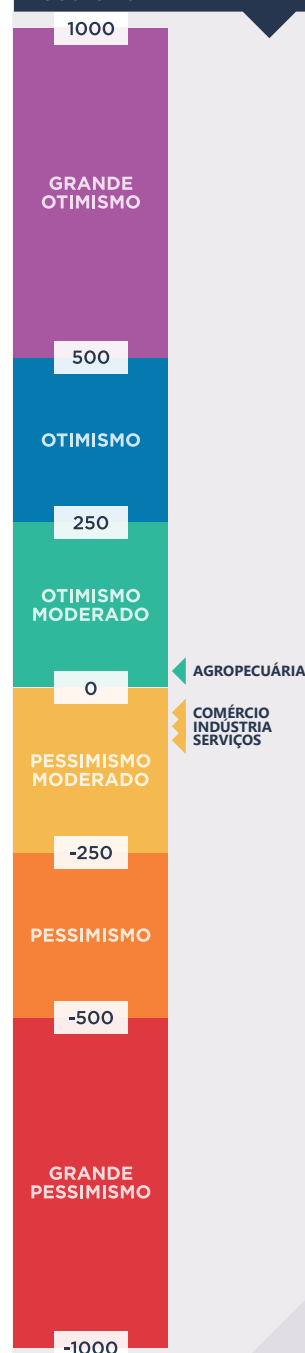 1000
GRANDE
OTIMISMO
500
OTIMISMO
250
OTIMISMO
MODERADO
AGROPECUÁRIA
0
COMÉRCIO
INDÚSTRIA
SERVIÇOS
PESSIMISMO
MODERADO
-250
PESSIMISMO
-500
GRANDE
PESSIMISMO
-1000